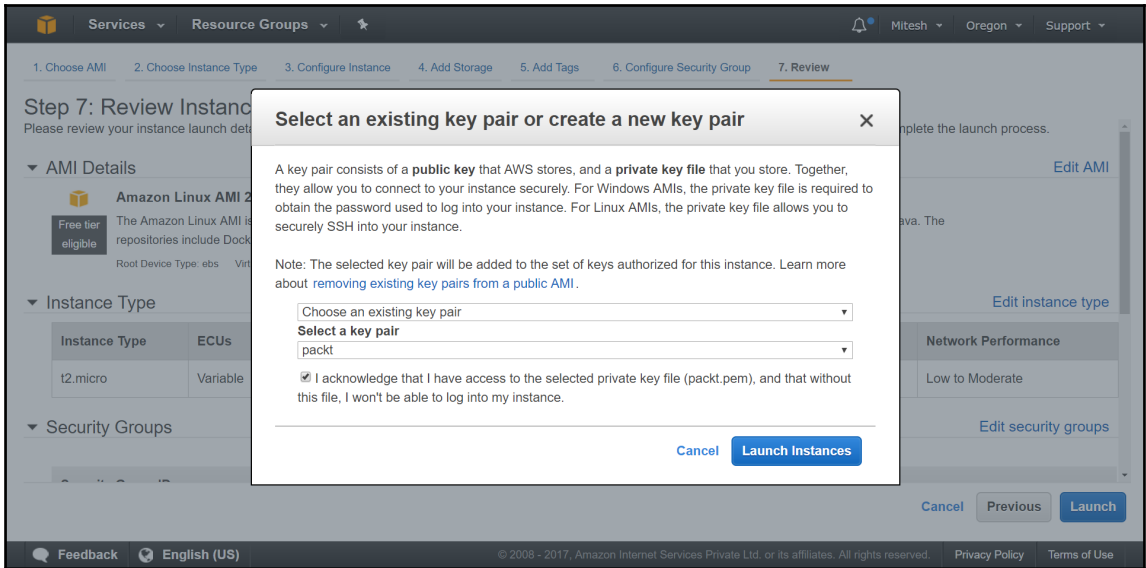 Services Resource Groups Mitesh Oregon Support
1. Choose AMI 2. Choose Instance Type 3. Configure Instance 4. Add Storage 5. Add Tags 6. Configure Security Group 7. Review
Step 7: Review Instanc
Please review your instance launch deta
nplete the launch process.
Select an existing key pair or create a new key pair
A key pair consists of a public key that AWS stores, and a private key file that you store. Together,
they allow you to connect to your instance securely. For Windows AMIs, the private key file is required to
obtain the password used to log into your instance. For Linux AMIs, the private key file allows you to
securely SSH into your instance.
Note: The selected key pair will be added to the set of keys authorized for this instance. Learn more
about removing existing key pairs from a public AMI.
Choose an existing key pair
Select a key pair
packt
I acknowledge that I have access to the selected private key file (packt.pem), and that without
this file, I won't be able to log into my instance.
Cancel Launch Instances
AMI Details
Edit AMI
Amazon Linux AMI 2
Free tier
eligible
The Amazon Linux AMI is
ava. The
repositories include Dock
Root Device Type: ebs Virt
Instance Type
Edit instance type
Instance Type ECUs Network Performance
t2.micro Variable Low to Moderate
Security Groups
Edit security groups
Cancel Previous Launch
Feedback English (US) © 2008 - 2017, Amazon Internet Services Private Ltd. or its affiliates. All rights reserved. Privacy Policy Terms of Use